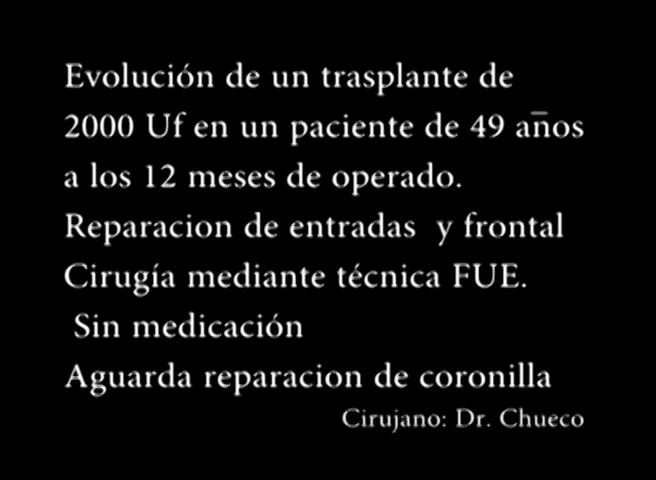 Evolución de un trasplante de
2000 Uf en un paciente de 49 años
a los 12 meses de operado.
Reparacion de entradas y frontal
Cirugía mediante técnica FUE.
Sin medicación
Aguarda reparacion de coronilla
Cirujano: Dr. Chueco